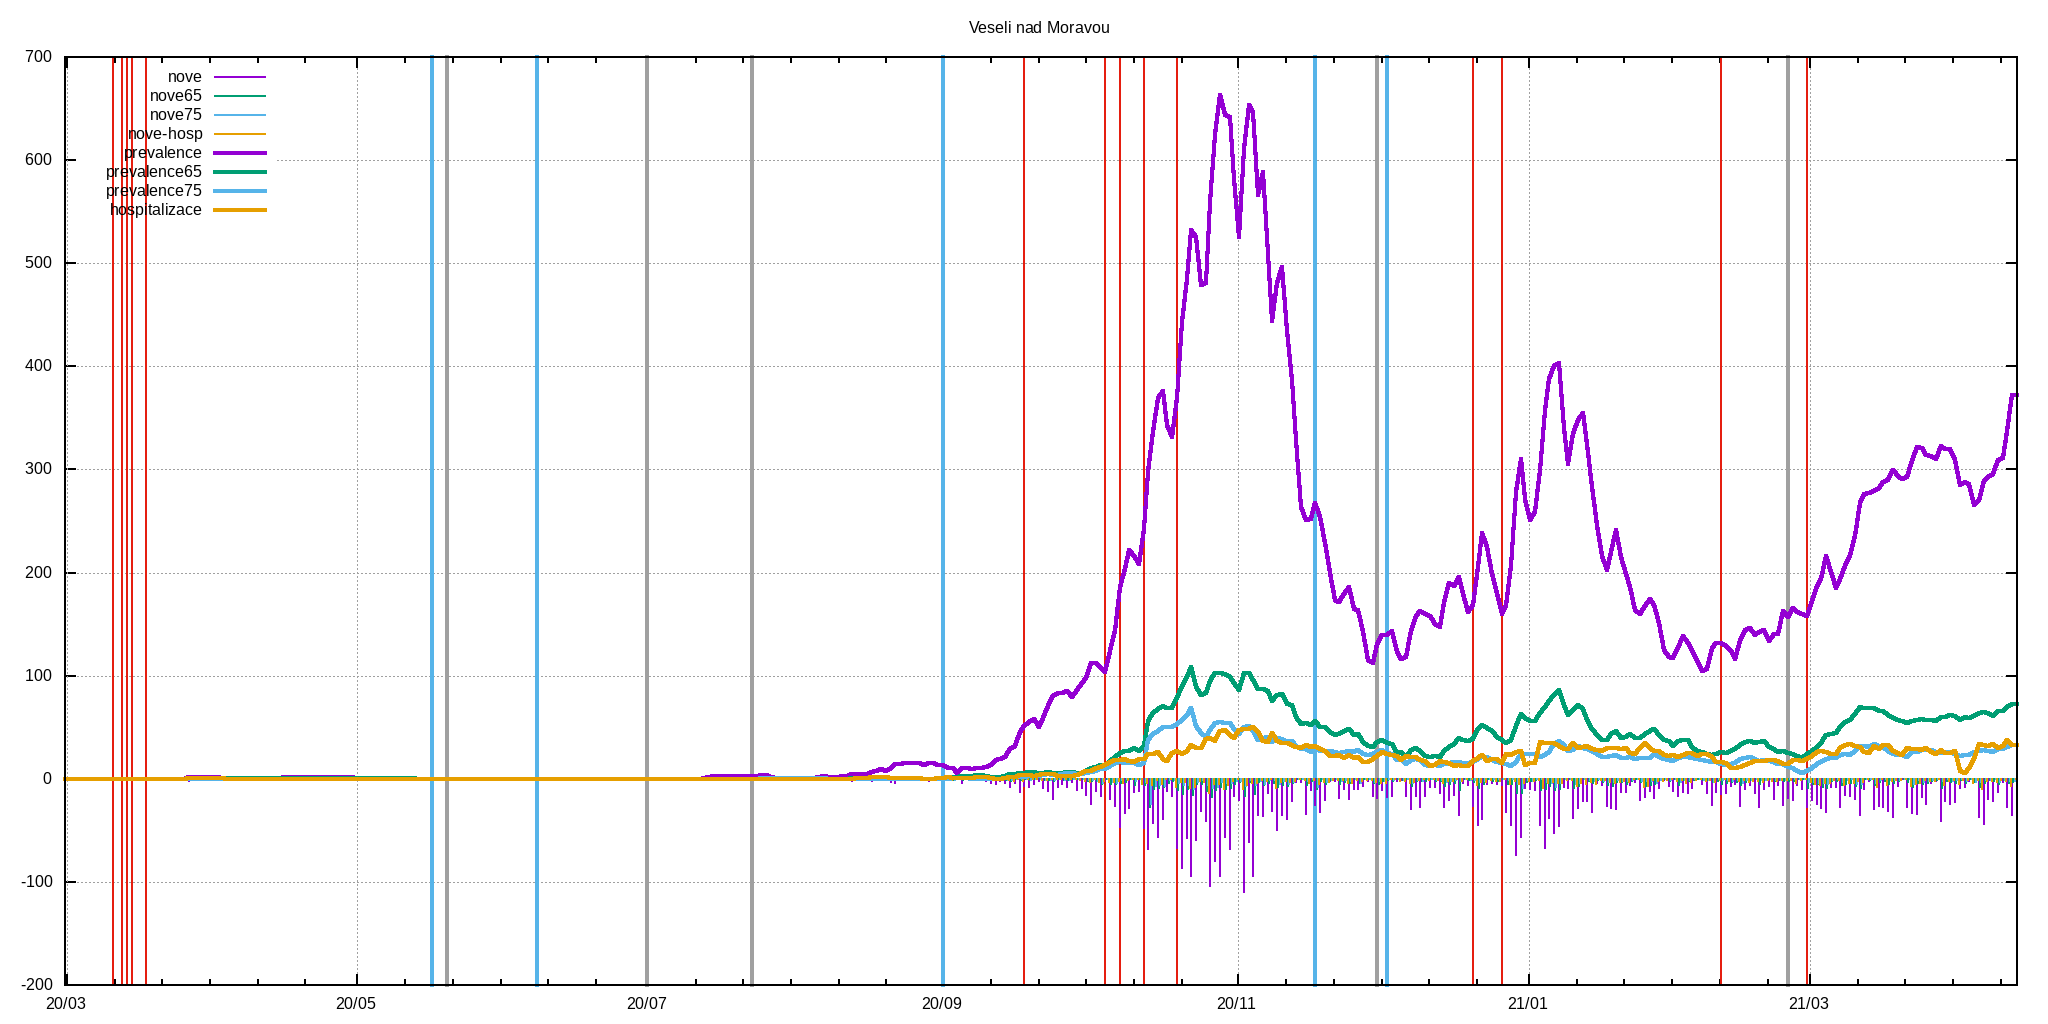 Veseli nad Moravou
700
600
500
400
300
200
100
0
-100
-200
nove
nove65
nove75
nove-hosp
prevalence
prevalence65
prevalence75
hospitalizace
20/03 20/05 20/07 20/09 20/11 21/01 21/03